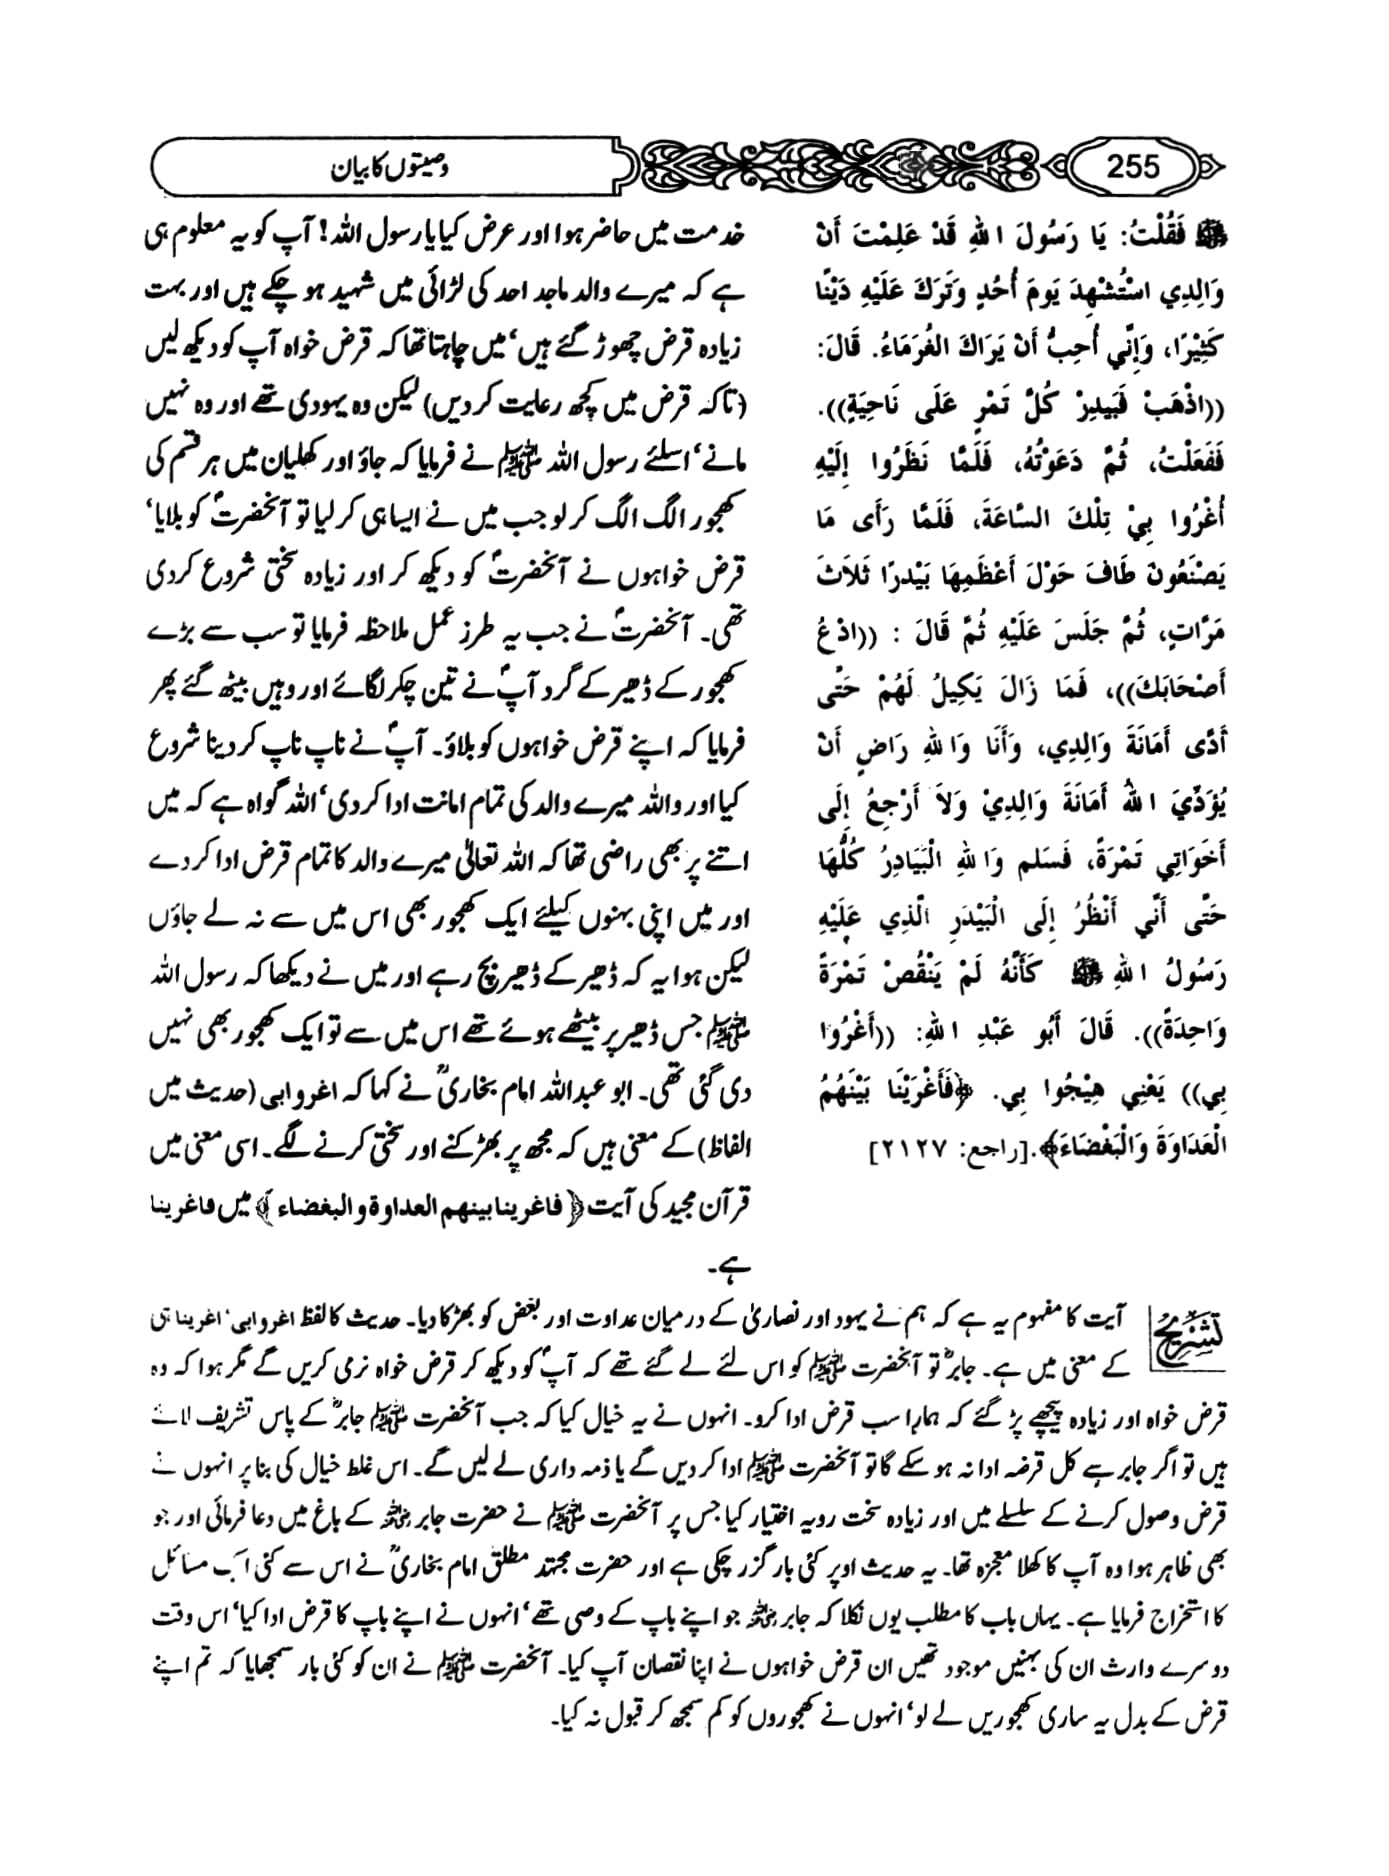 255
وصیتوں کا بیان
ﷺ فَقُلْتُ: يَا رَسُولَ اللهِ قَدْ عَلِمْتَ أَنْ
وَالِدِي اسْتُشْهِدَ يَومَ أُحُدٍ وَتَرَكَ عَلَيْهِ دَيْنًا
كَثِيْرًا، وَإِنِّي أُحِبُّ أَنْ يَرَاكَ الغُرَمَاءُ. قَالَ:
((اذْهَبْ فَبَيدِرْ كُلَّ تَمْرٍ عَلَى نَاحِيَةٍ)).
فَفَعَلْتُ، ثُمَّ دَعَوْتُهُ، فَلَمَّا نَظَرُوا إِلَيْهِ
أُغْرُوا بِيْ تِلْكَ السَّاعَةَ، فَلَمَّا رَأَى مَا
يَصْنَعُونَ طَافَ حَوْلَ أَعْظَمِهَا بَيْدَرًا ثَلاَثَ
مَرَّاتٍ، ثُمَّ جَلَسَ عَلَيْهِ ثُمَّ قَالَ : ((ادْعُ
أَصْحَابَكَ))، فَمَا زَالَ يَكِيلُ لَهُمْ حَتَّى
أَدَّى أَمَانَةَ وَالِدِي، وَأَنَا وَاللهِ رَاضٍ أَنْ
يُؤَدِّيَ اللهُ أَمَانَةَ وَالِدِيْ وَلاَ أَرْجِعُ إِلَى
أَخَوَاتِي تَمْرَةً، فَسَلم وَاللهِ الْبَيَادِرُ كُلُّهَا
حَتَّى أَنِّي أَنْظُرُ إِلَى الْبَيْدَرِ الَّذِي عَلَيْهِ
رَسُولُ اللهِ ﷺ كَأَنَّهُ لَمْ يَنْقُصْ تَمْرَةً
وَاحِدَةً)). قَالَ أَبُو عَبْدِ اللهِ: ((أَغْرُوا
بِي)) يَعْنِي هِيْجُوا بِي. ﴿فَأَغْرَيْنَا بَيْنَهُمُ
الْعَدَاوَةَ وَالْبَغْضَاءَ﴾.[راجع: ٢١٢٧]
خدمت میں حاضر ہوا اور عرض کیا یا رسول اللہ! آپ کو یہ معلوم ہی
ہے کہ میرے والد ماجد احد کی لڑائی میں شہید ہو چکے ہیں اور بہت
زیادہ قرض چھوڑ گئے ہیں‘ میں چاہتا تھا کہ قرض خواہ آپ کو دیکھ لیں
(تاکہ قرض میں کچھ رعایت کر دیں) لیکن وہ یہودی تھے اور وہ نہیں
مانے‘ اسلئے رسول اللہ ﷺ نے فرمایا کہ جاؤ اور کھلیان میں ہر قسم کی
کھجور الگ الگ کر لو جب میں نے ایسا ہی کر لیا تو آنحضرتؐ کو بلایا‘
قرض خواہوں نے آنحضرتؐ کو دیکھ کر اور زیادہ سختی شروع کردی
تھی۔ آنحضرتؐ نے جب یہ طرز عمل ملاحظہ فرمایا تو سب سے بڑے
کھجور کے ڈھیر کے گرد آپؐ نے تین چکر لگائے اور وہیں بیٹھ گئے پھر
فرمایا کہ اپنے قرض خواہوں کو بلاؤ۔ آپؐ نے ناپ ناپ کر دینا شروع
کیا اور واللہ میرے والد کی تمام امانت ادا کر دی‘ اللہ گواہ ہے کہ میں
اتنے پر بھی راضی تھا کہ اللہ تعالیٰ میرے والد کا تمام قرض ادا کر دے
اور میں اپنی بہنوں کیلئے ایک کھجور بھی اس میں سے نہ لے جاؤں
لیکن ہوا یہ کہ ڈھیر کے ڈھیر بچ رہے اور میں نے دیکھا کہ رسول اللہ
ﷺ جس ڈھیر پر بیٹھے ہوئے تھے اس میں سے تو ایک کھجور بھی نہیں
دی گئی تھی۔ ابو عبداللہ امام بخاریؒ نے کہا کہ اغروابی (حدیث میں
الفاظ) کے معنی ہیں کہ مجھ پر بھڑکنے اور سختی کرنے لگے۔ اسی معنی میں
قرآن مجید کی آیت ﴿فاغرینا بینهم العداوة والبغضاء﴾ میں فاغرینا
ہے۔
تشریح
آیت کا مفہوم یہ ہے کہ ہم نے یہود اور نصاریٰ کے درمیان عداوت اور بغض کو بھڑکا دیا۔ حدیث کا لفظ اغروابی‘ اغرینا ہی
کے معنی میں ہے۔ جابرؓ تو آنحضرت ﷺ کو اس لئے لے گئے تھے کہ آپؐ کو دیکھ کر قرض خواہ نرمی کریں گے مگر ہوا کہ وہ
قرض خواہ اور زیادہ پیچھے پڑ گئے کہ ہمارا سب قرض ادا کرو۔ انہوں نے یہ خیال کیا کہ جب آنحضرت ﷺ جابرؓ کے پاس تشریف لائے
ہیں تو اگر جابر سے کل قرضہ ادا نہ ہو سکے گا تو آنحضرت ﷺ ادا کر دیں گے یا ذمہ داری لے لیں گے۔ اس غلط خیال کی بنا پر انہوں نے
قرض وصول کرنے کے سلسلے میں اور زیادہ سخت رویہ اختیار کیا جس پر آنحضرت ﷺ نے حضرت جابر رضی اللہ عنہ کے باغ میں دعا فرمائی اور جو
بھی ظاہر ہوا وہ آپ کا کھلا معجزہ تھا۔ یہ حدیث اوپر کئی بار گزر چکی ہے اور حضرت مجتہد مطلق امام بخاریؒ نے اس سے کئی ایک مسائل
کا استخراج فرمایا ہے۔ یہاں باب کا مطلب یوں نکلا کہ جابر رضی اللہ عنہ جو اپنے باپ کے وصی تھے‘ انہوں نے اپنے باپ کا قرض ادا کیا‘ اس وقت
دوسرے وارث ان کی بہنیں موجود تھیں ان قرض خواہوں نے اپنا نقصان آپ کیا۔ آنحضرت ﷺ نے ان کو کئی بار سمجھایا کہ تم اپنے
قرض کے بدل یہ ساری کھجوریں لے لو‘ انہوں نے کھجوروں کو کم سمجھ کر قبول نہ کیا۔